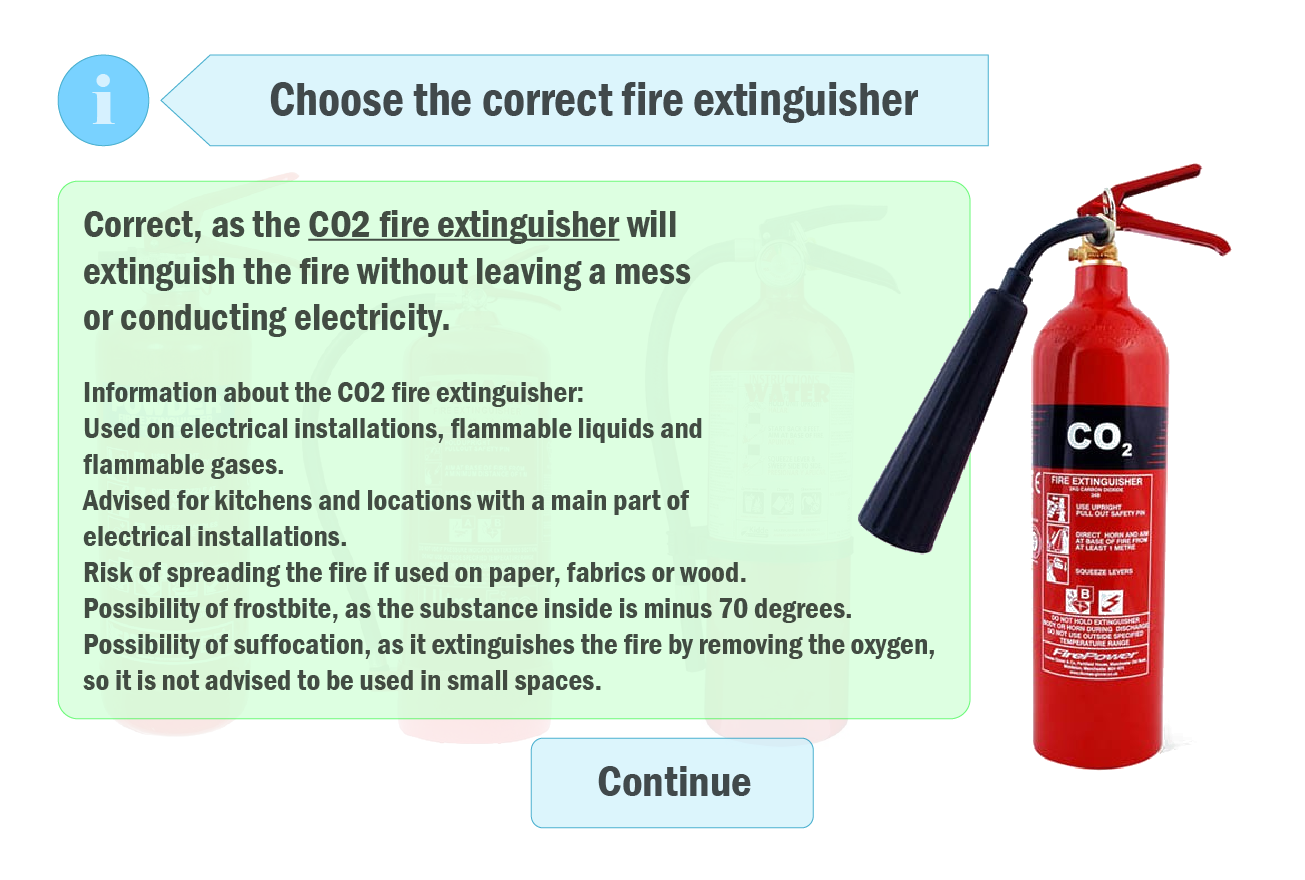 i
Choose the correct fire extinguisher
Correct, as the CO2 fire extinguisher will
extinguish the fire without leaving a mess
or conducting electricity.
Information about the CO2 fire extinguisher:
Used on electrical installations, flammable liquids and
flammable gases.
Advised for kitchens and locations with a main part of
electrical installations.
Risk of spreading the fire if used on paper, fabrics or wood.
Possibility of frostbite, as the substance inside is minus 70 degrees.
Possibility of suffocation, as it extinguishes the fire by removing the oxygen,
so it is not advised to be used in small spaces.
Continue
WATER
POWDER
CO2
FIRE EXTINGUISHER
USE UPRIGHT
PULL OUT SAFETY PIN
DIRECT HORN AND AIM
AT BASE OF FIRE FROM
AT LEAST 1 METRE
SQUEEZE LEVERS
B
DO NOT HOLD EXTINGUISHER
BODY OR HORN DURING DISCHARGE
DO NOT USE OUTSIDE SPECIFIED
TEMPERATURE RANGE
FirePower